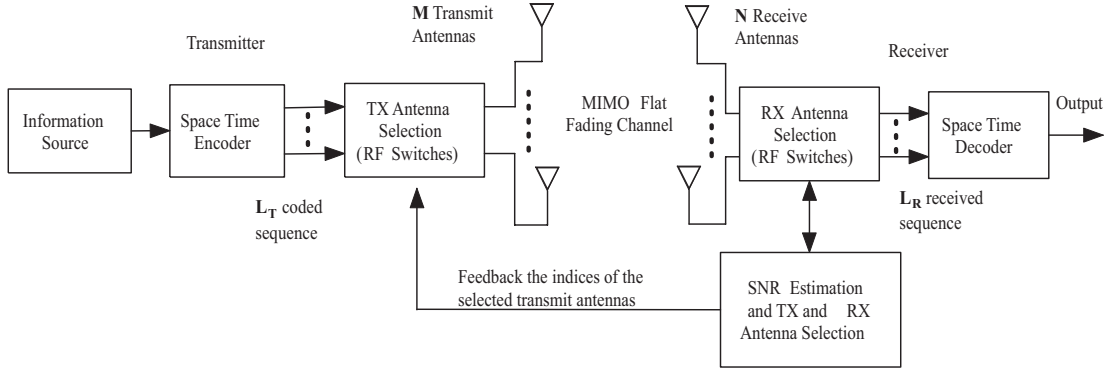 M Transmit
Antennas
N Receive
Antennas
Transmitter
Receiver
Information
Source
Space Time
Encoder
TX Antenna
Selection
(RF Switches)
MIMO Flat
Fading Channel
RX Antenna
Selection
(RF Switches)
Space Time
Decoder
Output
L_T coded
sequence
L_R received
sequence
Feedback the indices of the
selected transmit antennas
SNR Estimation
and TX and RX
Antenna Selection